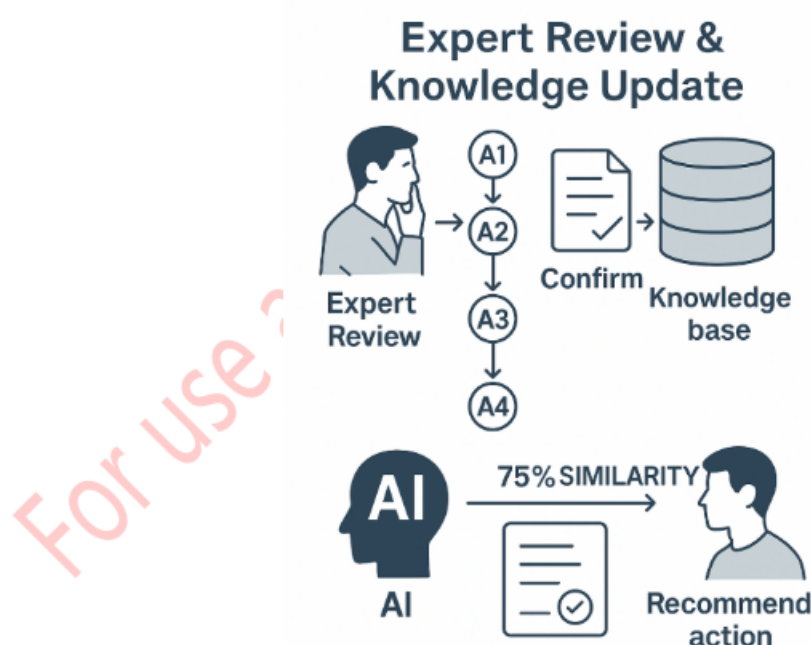 Expert Review &
Knowledge Update
A1
A2
A3
A4
Expert
Review
Confirm
Knowledge
base
For use
75% SIMILARITY
AI
AI
Recommend
action